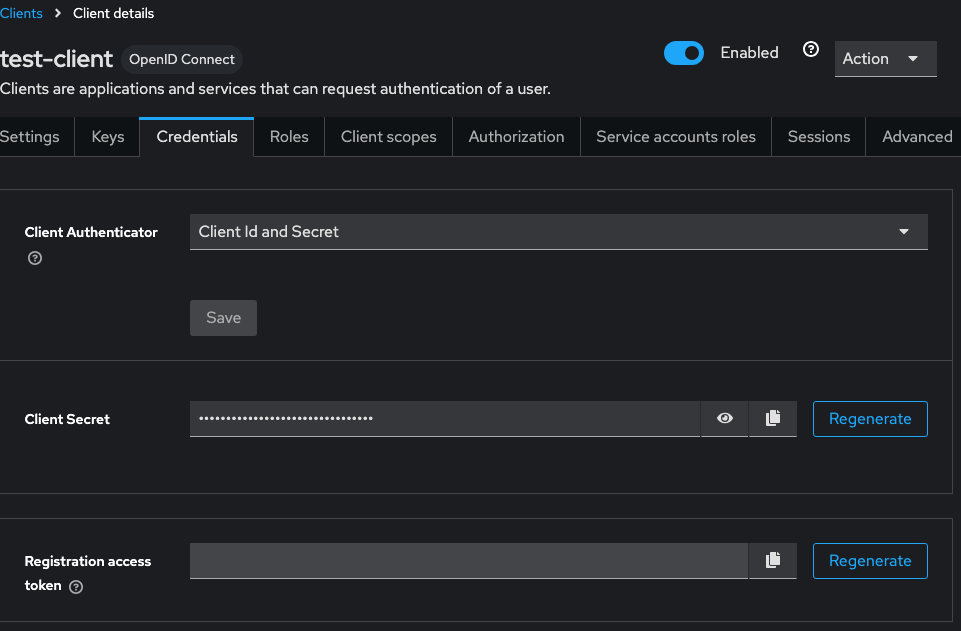 Clients > Client details
test-client OpenID Connect Enabled Action
Clients are applications and services that can request authentication of a user.
Settings Keys Credentials Roles Client scopes Authorization Service accounts roles Sessions Advanced
Client Authenticator Client Id and Secret
Save
Client Secret •••••••••••••••••••••••••••••••• Regenerate
Registration access
token
Regenerate